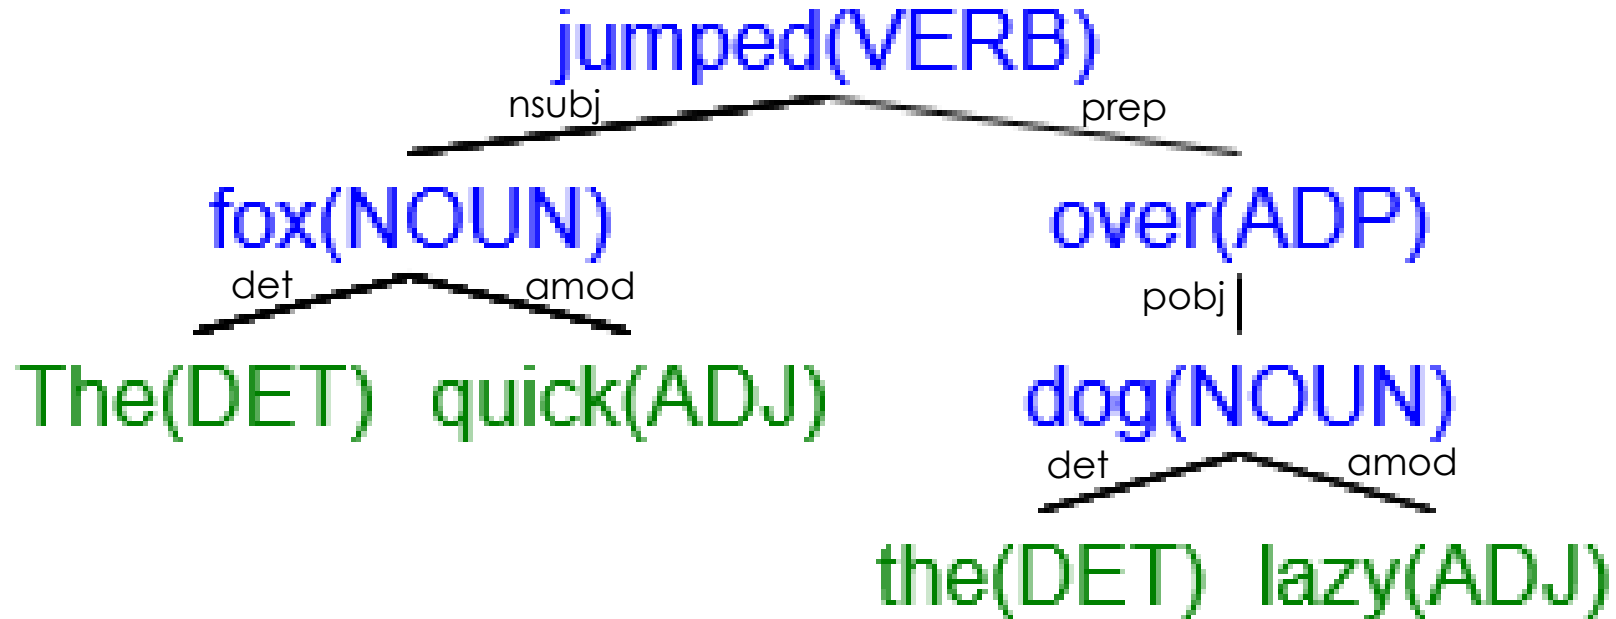 jumped(VERB)
nsubj prep
fox(NOUN) over(ADP)
det amod pobj
The(DET) quick(ADJ) dog(NOUN)
det amod
the(DET) lazy(ADJ)